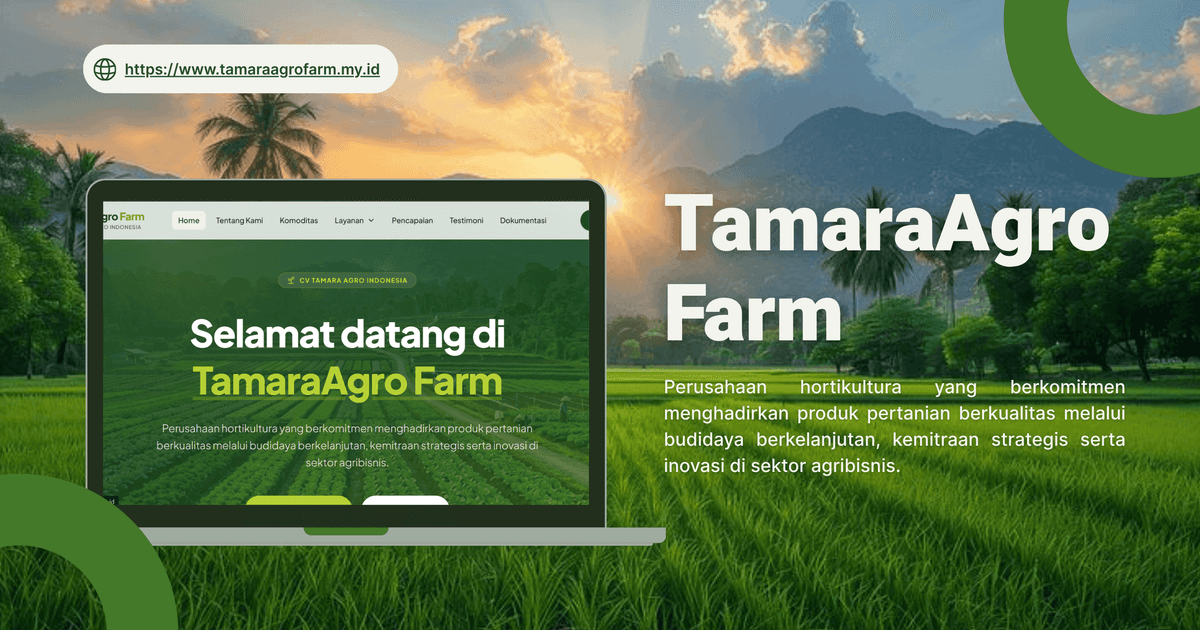 https://www.tamaraagrofarm.my.id
gro Farm
O INDONESIA
Home Tentang Kami Komoditas Layanan Pencapaian Testimoni Dokumentasi
CV TAMARA AGRO INDONESIA
Selamat datang di
TamaraAgro Farm
Perusahaan hortikultura yang berkomitmen menghadirkan produk pertanian
berkualitas melalui budidaya berkelanjutan, kemitraan strategis serta inovasi di
sektor agribisnis.
TamaraAgro
Farm
Perusahaan hortikultura yang berkomitmen
menghadirkan produk pertanian berkualitas melalui
budidaya berkelanjutan, kemitraan strategis serta
inovasi di sektor agribisnis.